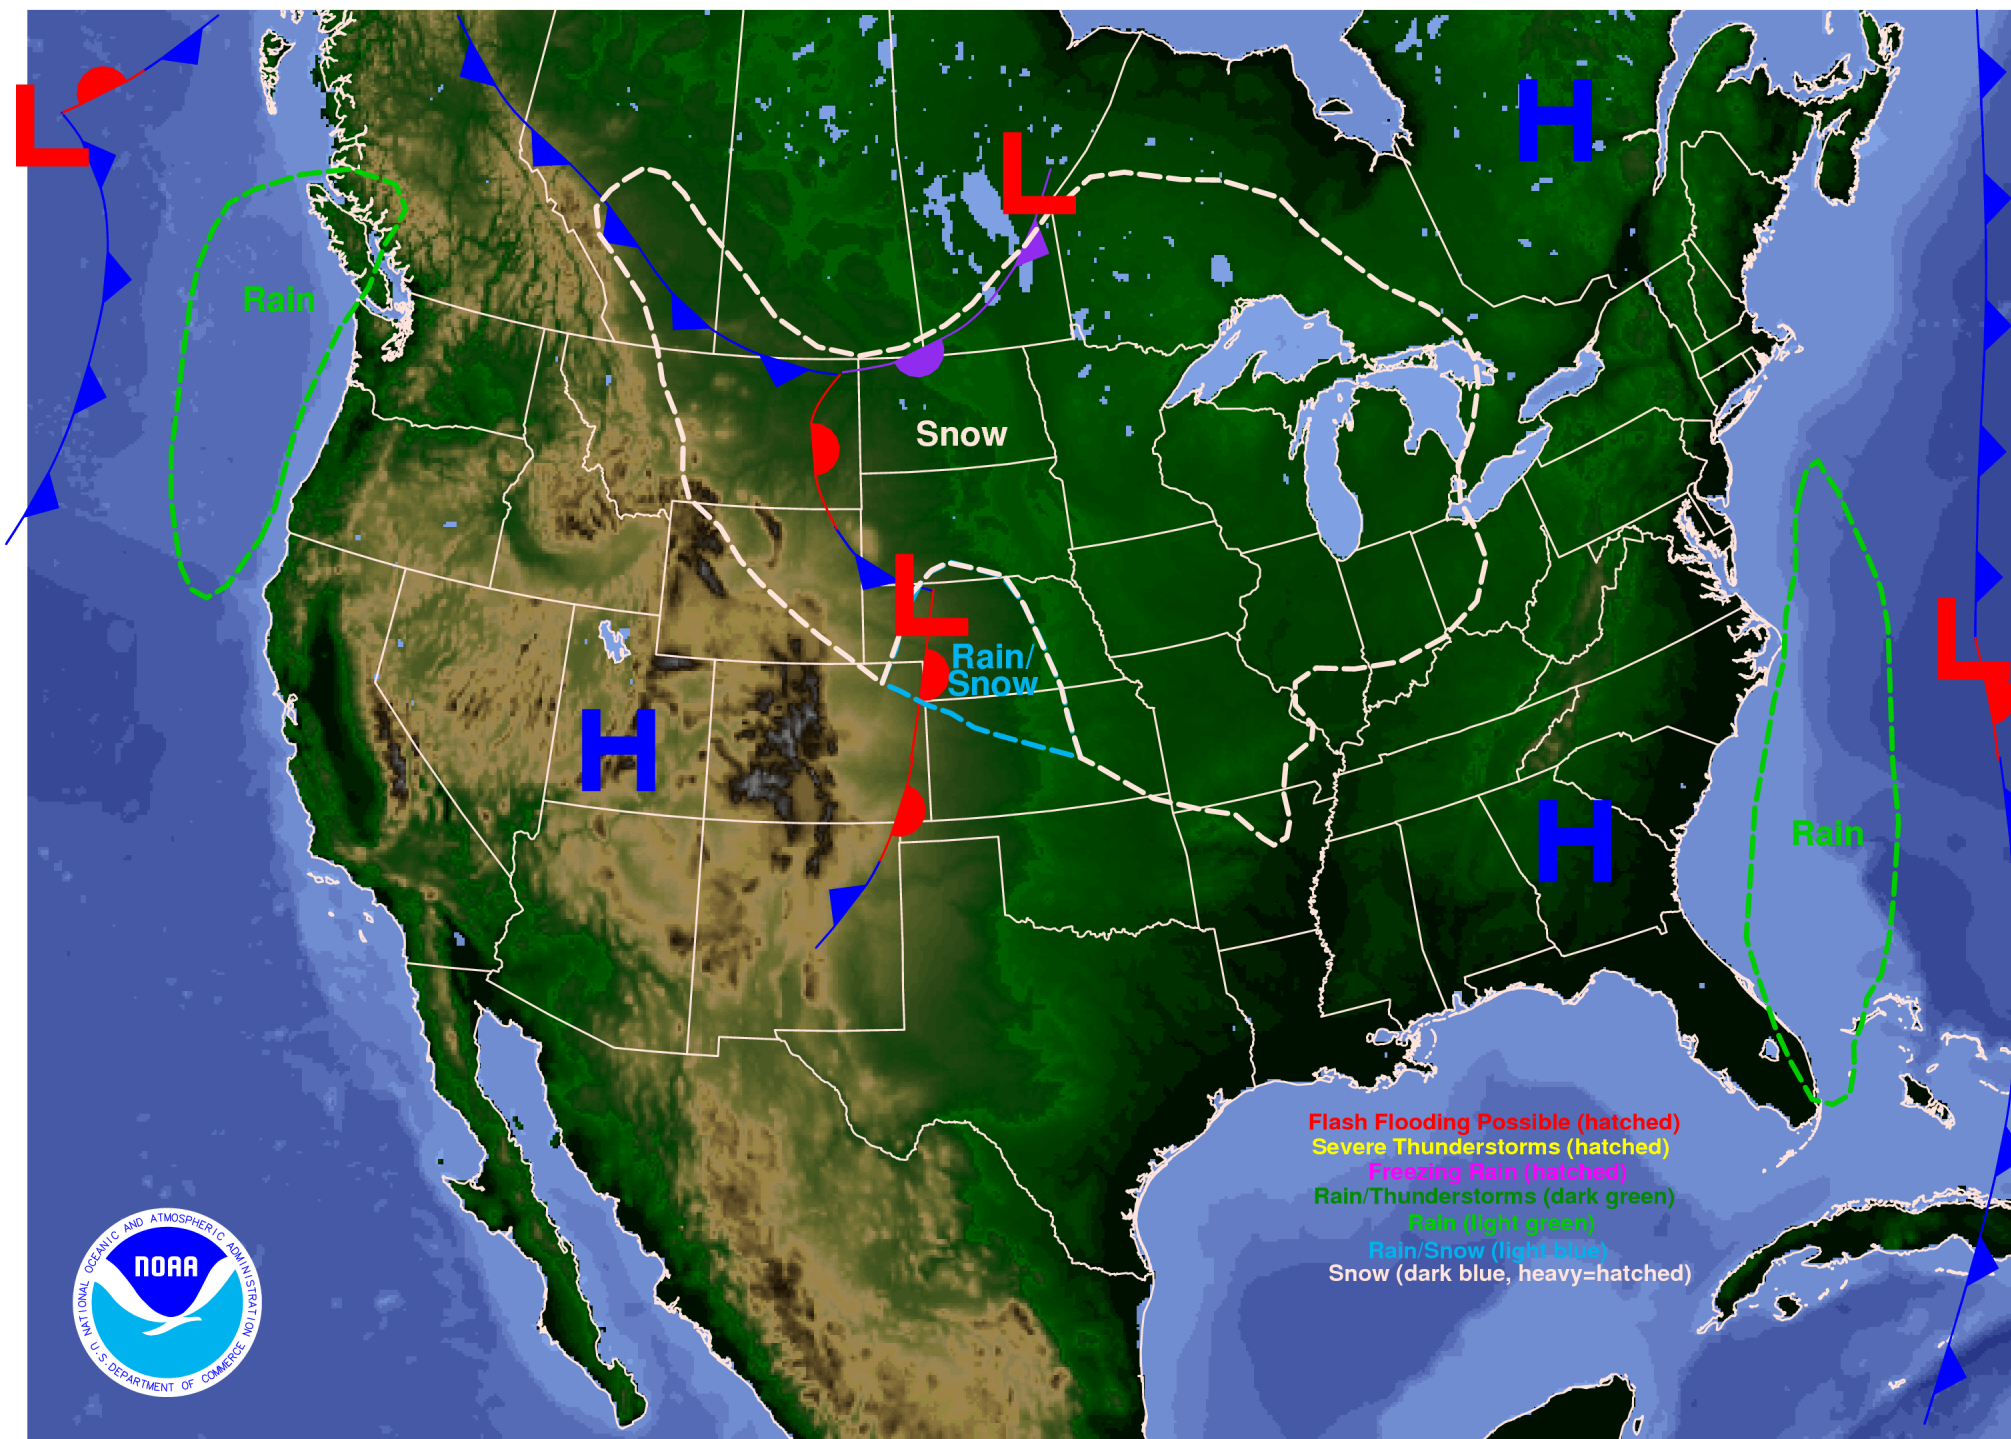 L
H
L
Rain
Snow
L
Rain/
Snow
L
H
H
Rain
Flash Flooding Possible (hatched)
Severe Thunderstorms (hatched)
Freezing Rain (hatched)
Rain/Thunderstorms (dark green)
Rain (light green)
Rain/Snow (light blue)
Snow (dark blue, heavy=hatched)
NATIONAL OCEANIC AND ATMOSPHERIC ADMINISTRATION
NOAA
U.S. DEPARTMENT OF COMMERCE